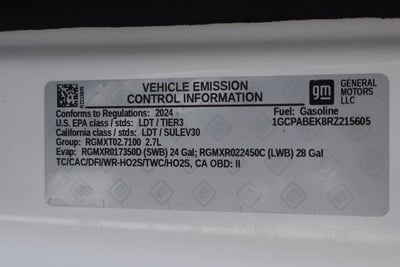 VEHICLE EMISSION
CONTROL INFORMATION
gm
GENERAL
MOTORS
LLC
Conforms to Regulations: 2024
Fuel: Gasoline
U.S. EPA class / stds: LDT / TIER3
1GCPABEK8RZ215605
California class / stds: LDT / SULEV30
Group: RGMXT02.7100 2.7L
Evap: RGMXR017350D (SWB) 24 Gal; RGMXR022450C (LWB) 28 Gal
TC/CAC/DFI/WR-HO2S/TWC/HO2S, CA OBD: II